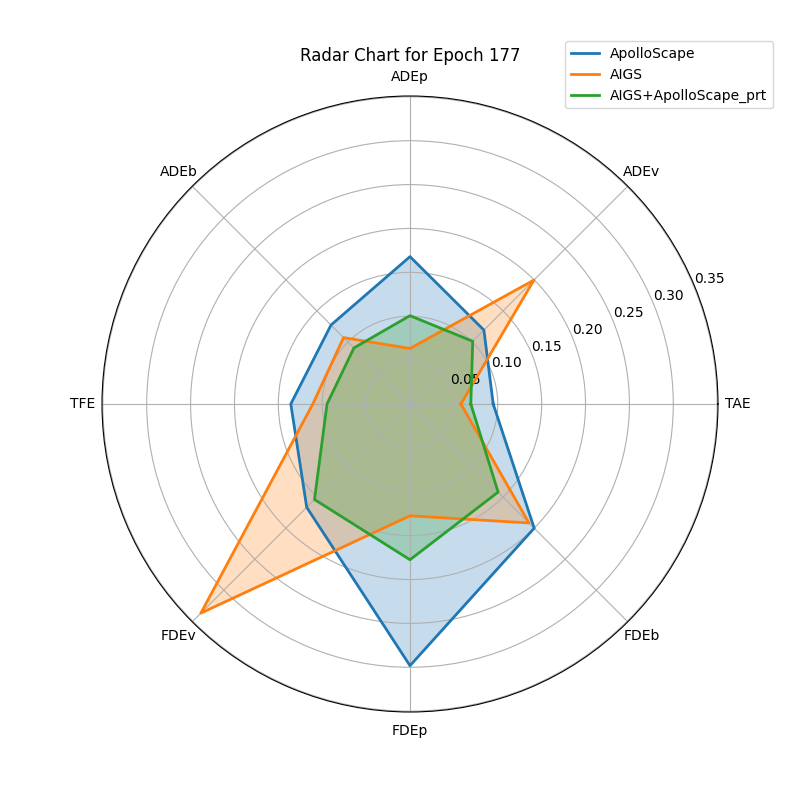 Radar Chart for Epoch 177
ApolloScape
AIGS
AIGS+ApolloScape_prt
ADEp
ADEb
ADEv
0.35
0.30
0.25
0.20
0.15
0.10
0.05
TFE
TAE
FDEv
FDEb
FDEp